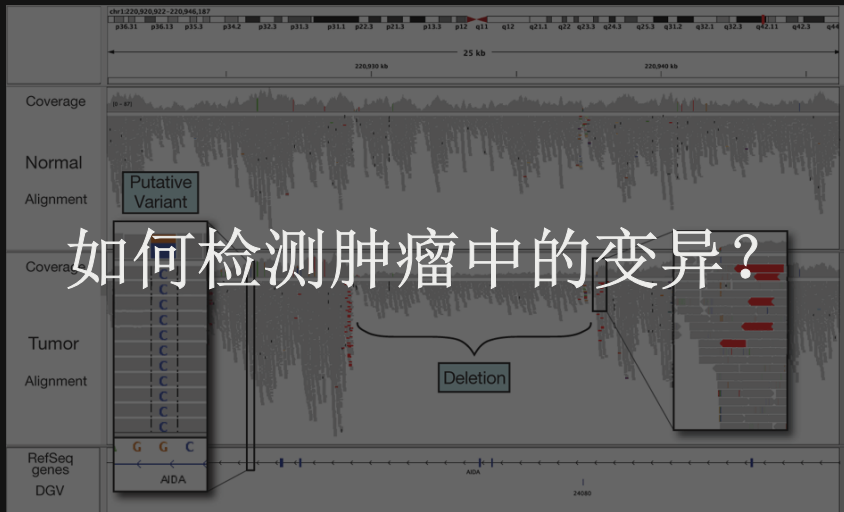 chr1:220,920,922-220,946,187
p36.31 p36.13 p35.3 p34.2 p32.3 p31.3 p31.1 p22.3 p21.3 p13.3 p12 q11 q12 q21.1 q22 q23.3 q24.3 q25.3 q31.2 q32.1 q32.3 q42.11 q42.3 q44
25 kb
220,930 kb 220,940 kb
Coverage
Normal
Alignment
Putative
Variant
如何检测肿瘤中的变异?
Coverage
C
C
C
C
C
C
C
C
C
C
C
Tumor
Alignment
Deletion
G G C
AIDA
RefSeq
genes
AIDA
DGV